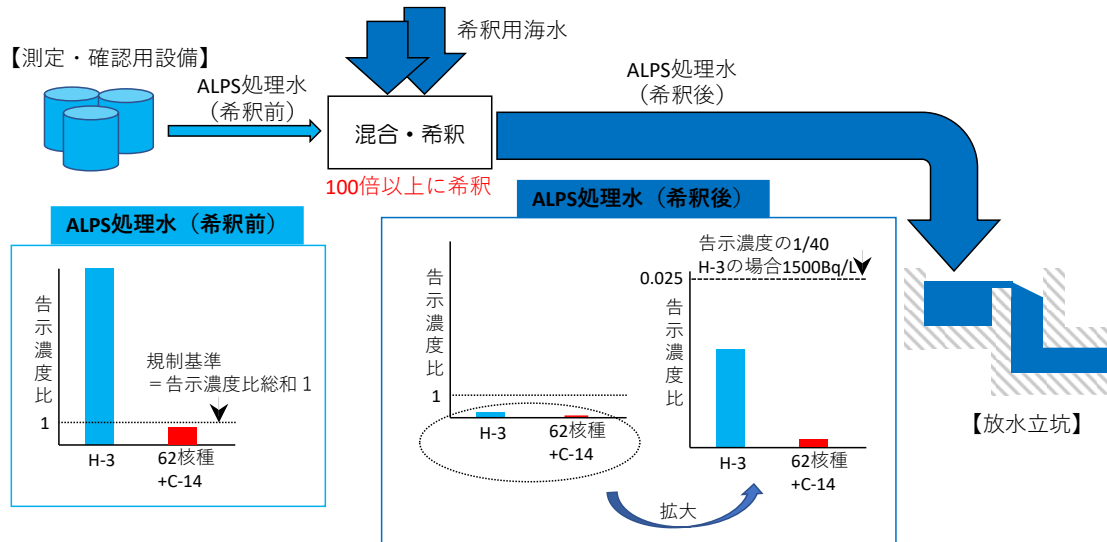 希釈用海水
【測定・確認用設備】
ALPS処理水
（希釈前）
ALPS処理水
（希釈後）
混合・希釈
100倍以上に希釈
ALPS処理水（希釈前）
告示濃度比
1
規制基準
＝告示濃度比総和１
H-3
62核種
+C-14
ALPS処理水（希釈後）
告示濃度比
1
H-3
62核種
+C-14
告示濃度の1/40
H-3の場合1500Bq/L
0.025
告示濃度比
H-3
62核種
+C-14
拡大
【放水立坑】